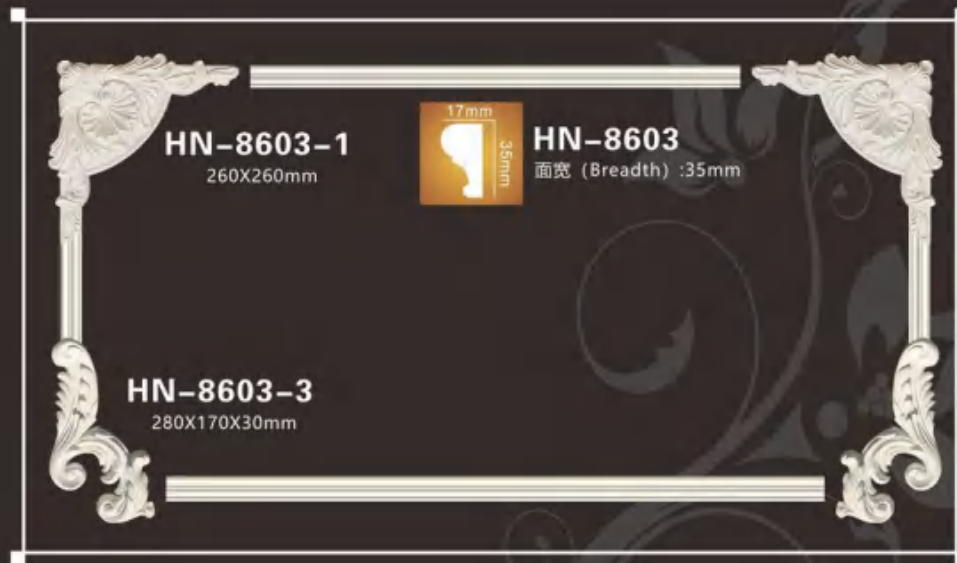 HN-8603-1
260X260mm
17mm
35mm
HN-8603
面宽 (Breadth) :35mm
HN-8603-3
280X170X30mm